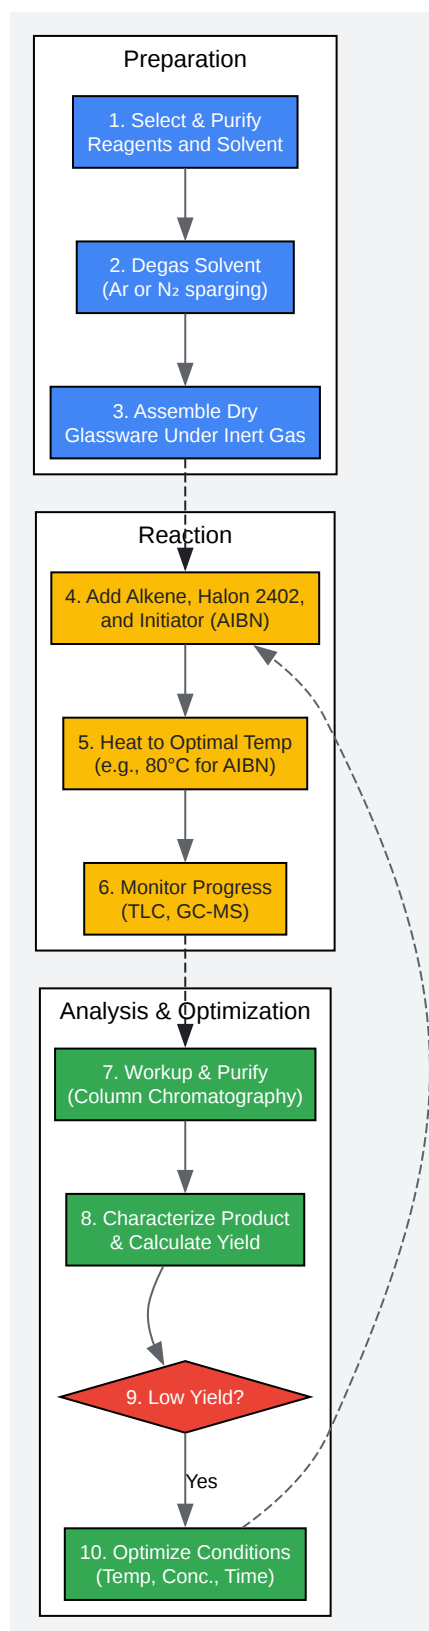 Preparation
1. Select & Purify
Reagents and Solvent
2. Degas Solvent
(Ar or N₂ sparging)
3. Assemble Dry
Glassware Under Inert Gas
Reaction
4. Add Alkene, Halon 2402,
and Initiator (AIBN)
5. Heat to Optimal Temp
(e.g., 80°C for AIBN)
6. Monitor Progress
(TLC, GC-MS)
Analysis & Optimization
7. Workup & Purify
(Column Chromatography)
8. Characterize Product
& Calculate Yield
9. Low Yield?
Yes
10. Optimize Conditions
(Temp, Conc., Time)